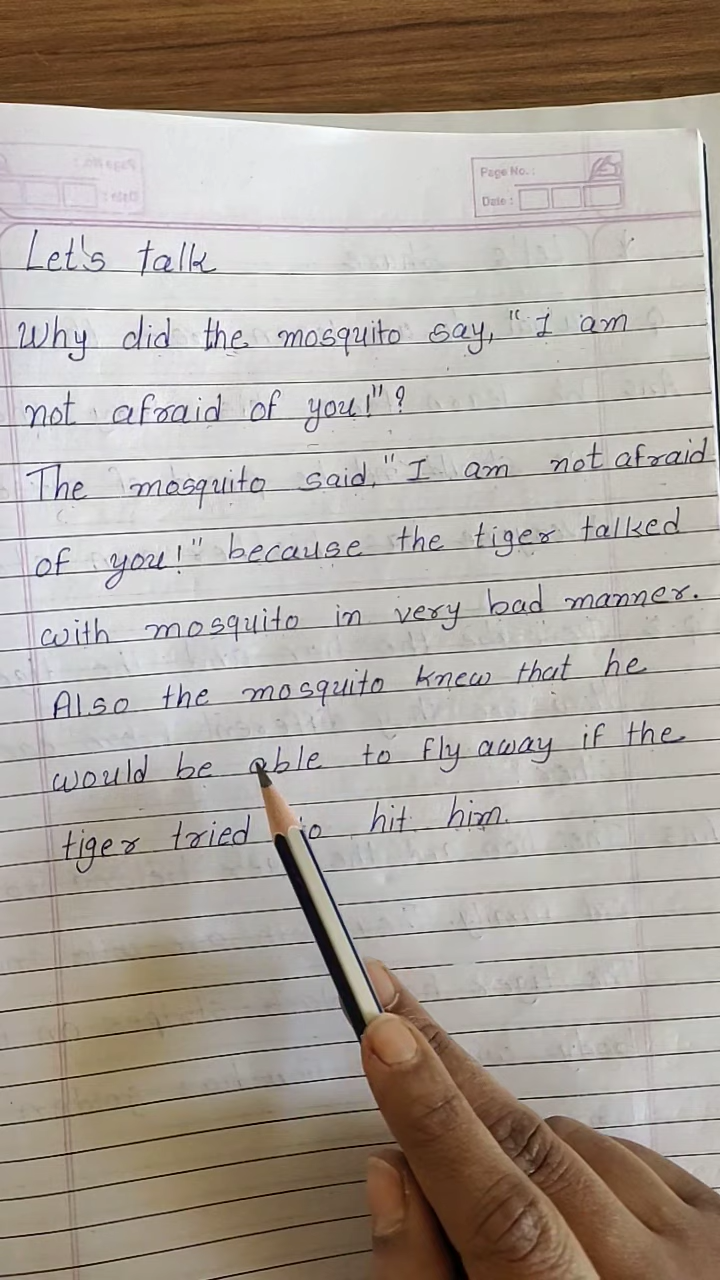 Page No. :
Date :
Let's talk
Why did the mosquito say, "I am
not afraid of you!"?
The mosquito said, "I am not afraid
of you!" because the tiger talked
with mosquito in very bad manner.
Also the mosquito knew that he
would be able to fly away if the
tiger tried to hit him.